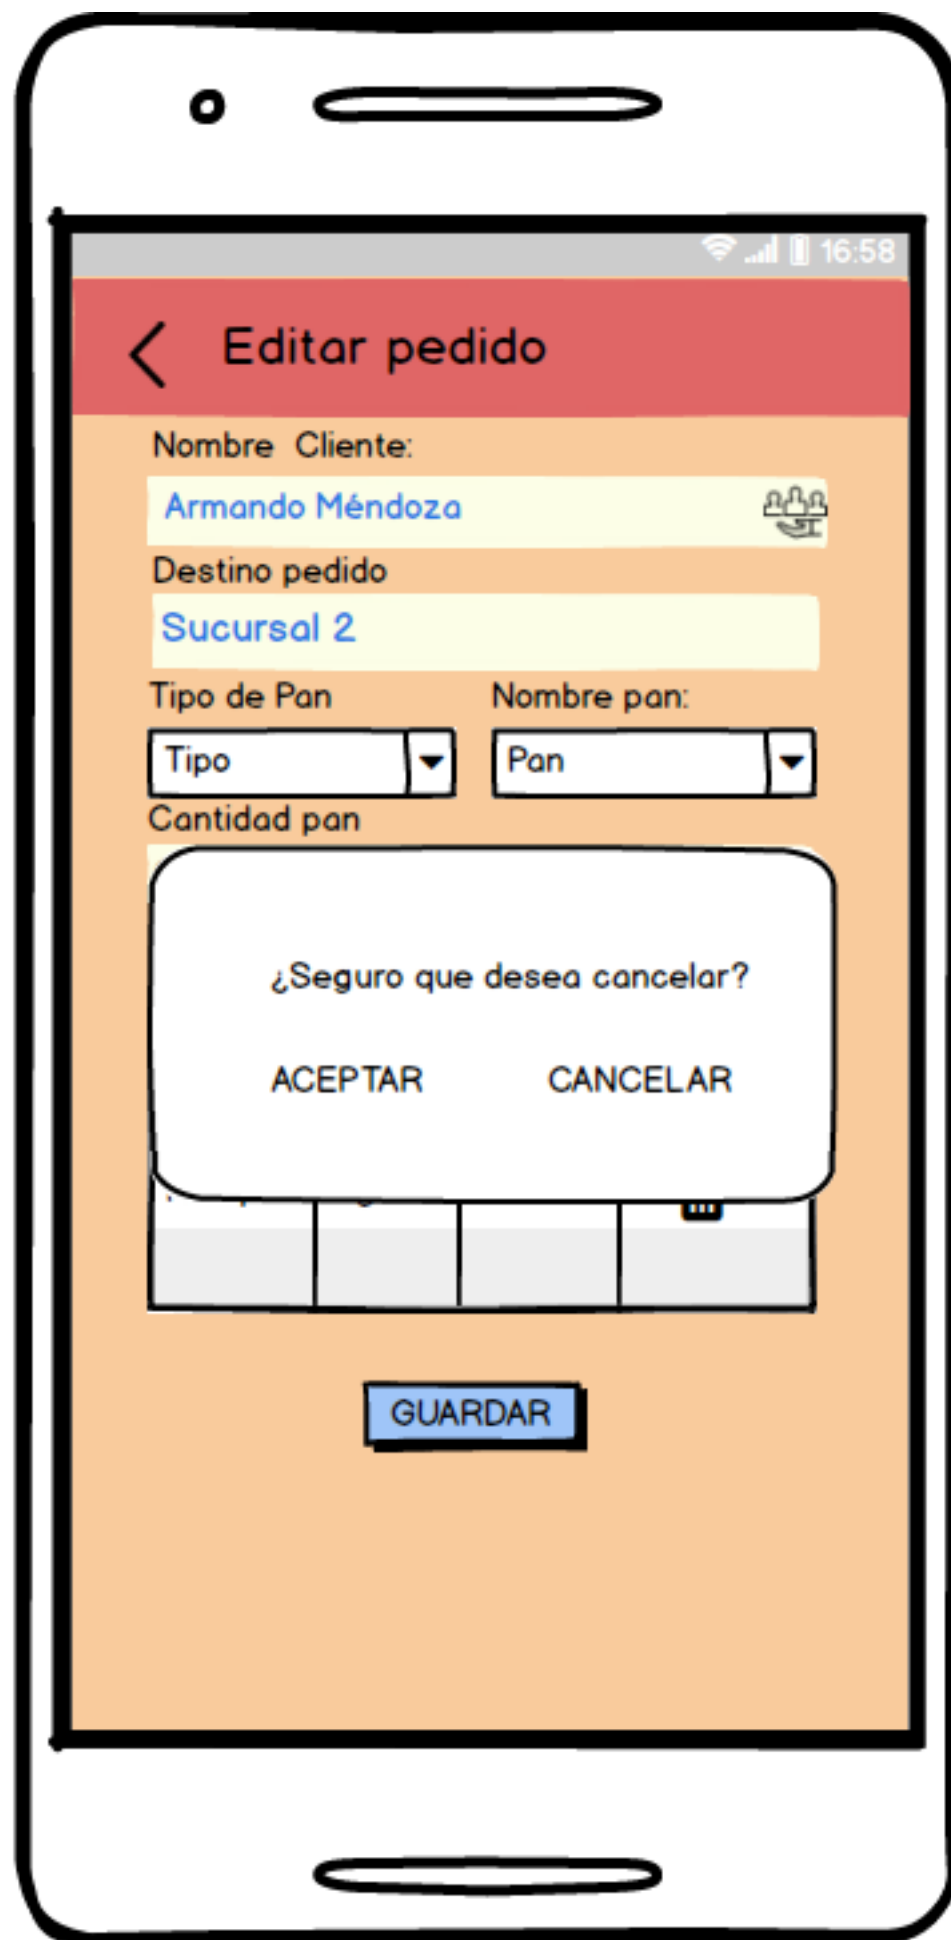 16:58
Editar pedido
Nombre Cliente:
Armando Méndoza
Destino pedido
Sucursal 2
Tipo de Pan Nombre pan:
Tipo Pan
Cantidad pan
¿Seguro que desea cancelar?
ACEPTAR CANCELAR
GUARDAR